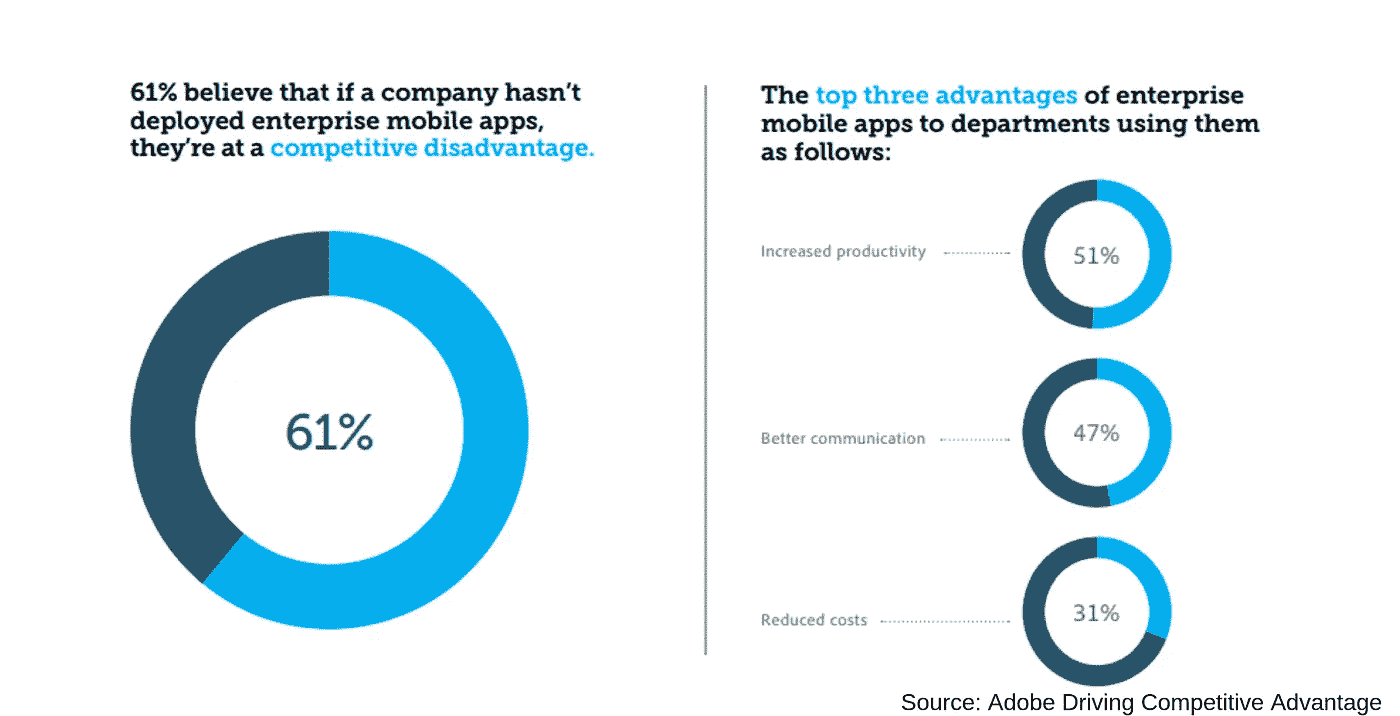 61% believe that if a company hasn’t
deployed enterprise mobile apps,
they’re at a competitive disadvantage.
61%
The top three advantages of enterprise
mobile apps to departments using them
as follows:
Increased productivity
51%
Better communication
47%
Reduced costs
31%
Source: Adobe Driving Competitive Advantage